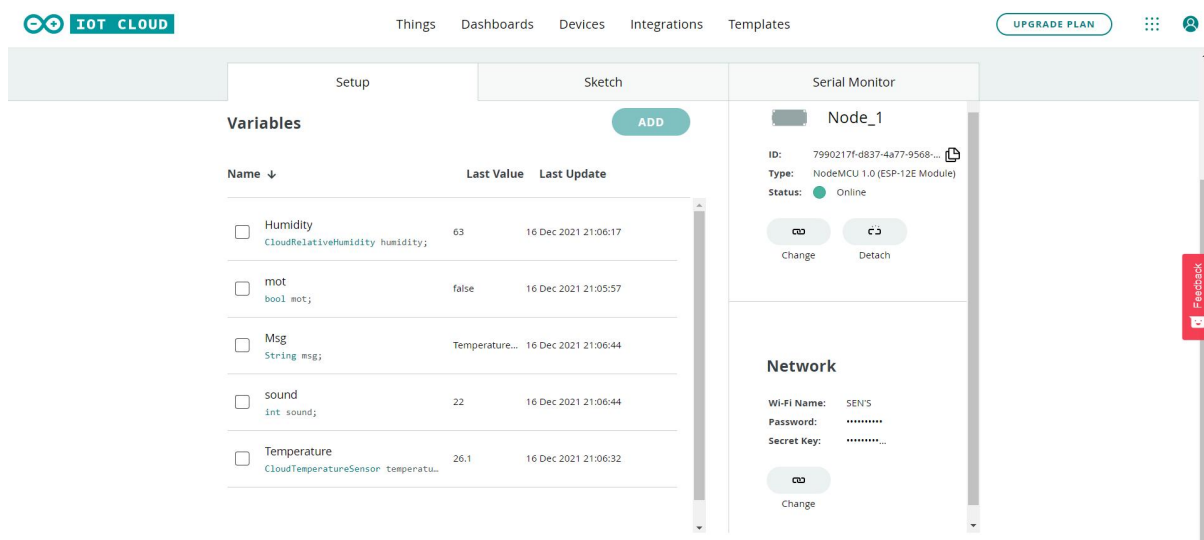 IOT CLOUD
Things Dashboards Devices Integrations Templates
UPGRADE PLAN
Setup Sketch Serial Monitor
Variables
ADD
Name ↓ Last Value Last Update
Humidity
CloudRelativeHumidity humidity;
63 16 Dec 2021 21:06:17
mot
bool mot;
false 16 Dec 2021 21:05:57
Msg
String msg;
Temperature... 16 Dec 2021 21:06:44
sound
int sound;
22 16 Dec 2021 21:06:44
Temperature
CloudTemperatureSensor temperatu...
26.1 16 Dec 2021 21:06:32
Node_1
ID: 7990217f-d837-4a77-9568-...
Type: NodeMCU 1.0 (ESP-12E Module)
Status: Online
Change Detach
Network
Wi-Fi Name: SEN'S
Password: ••••••••••
Secret Key: •••••••••...
Change
Feedback